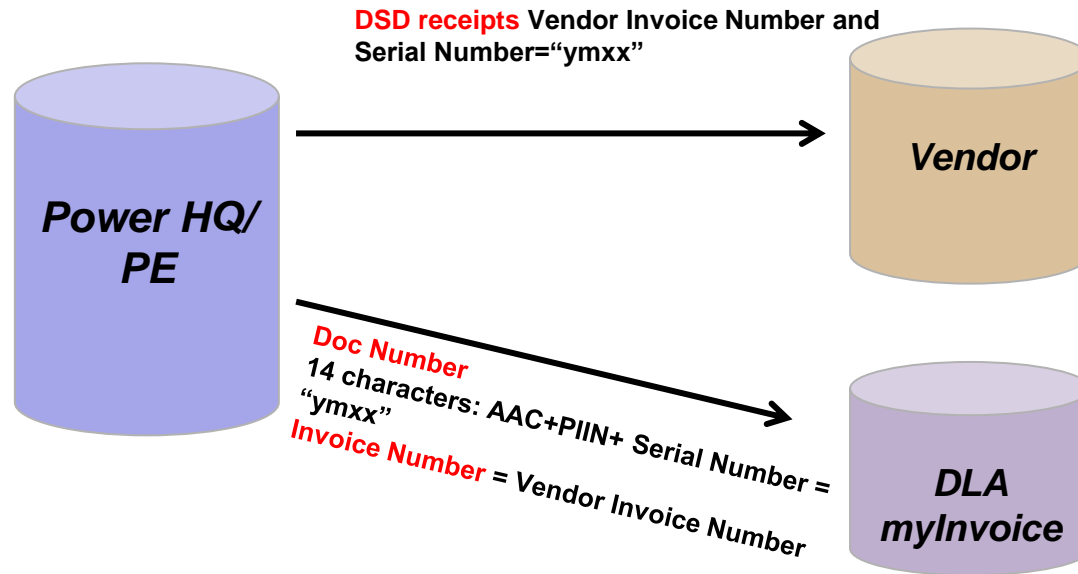 DSD receipts Vendor Invoice Number and
Serial Number=“ymxx”
Power HQ/
PE
Vendor
Doc Number
14 characters: AAC+PIIN+ Serial Number =
“ymxx”
Invoice Number = Vendor Invoice Number
DLA
myInvoice